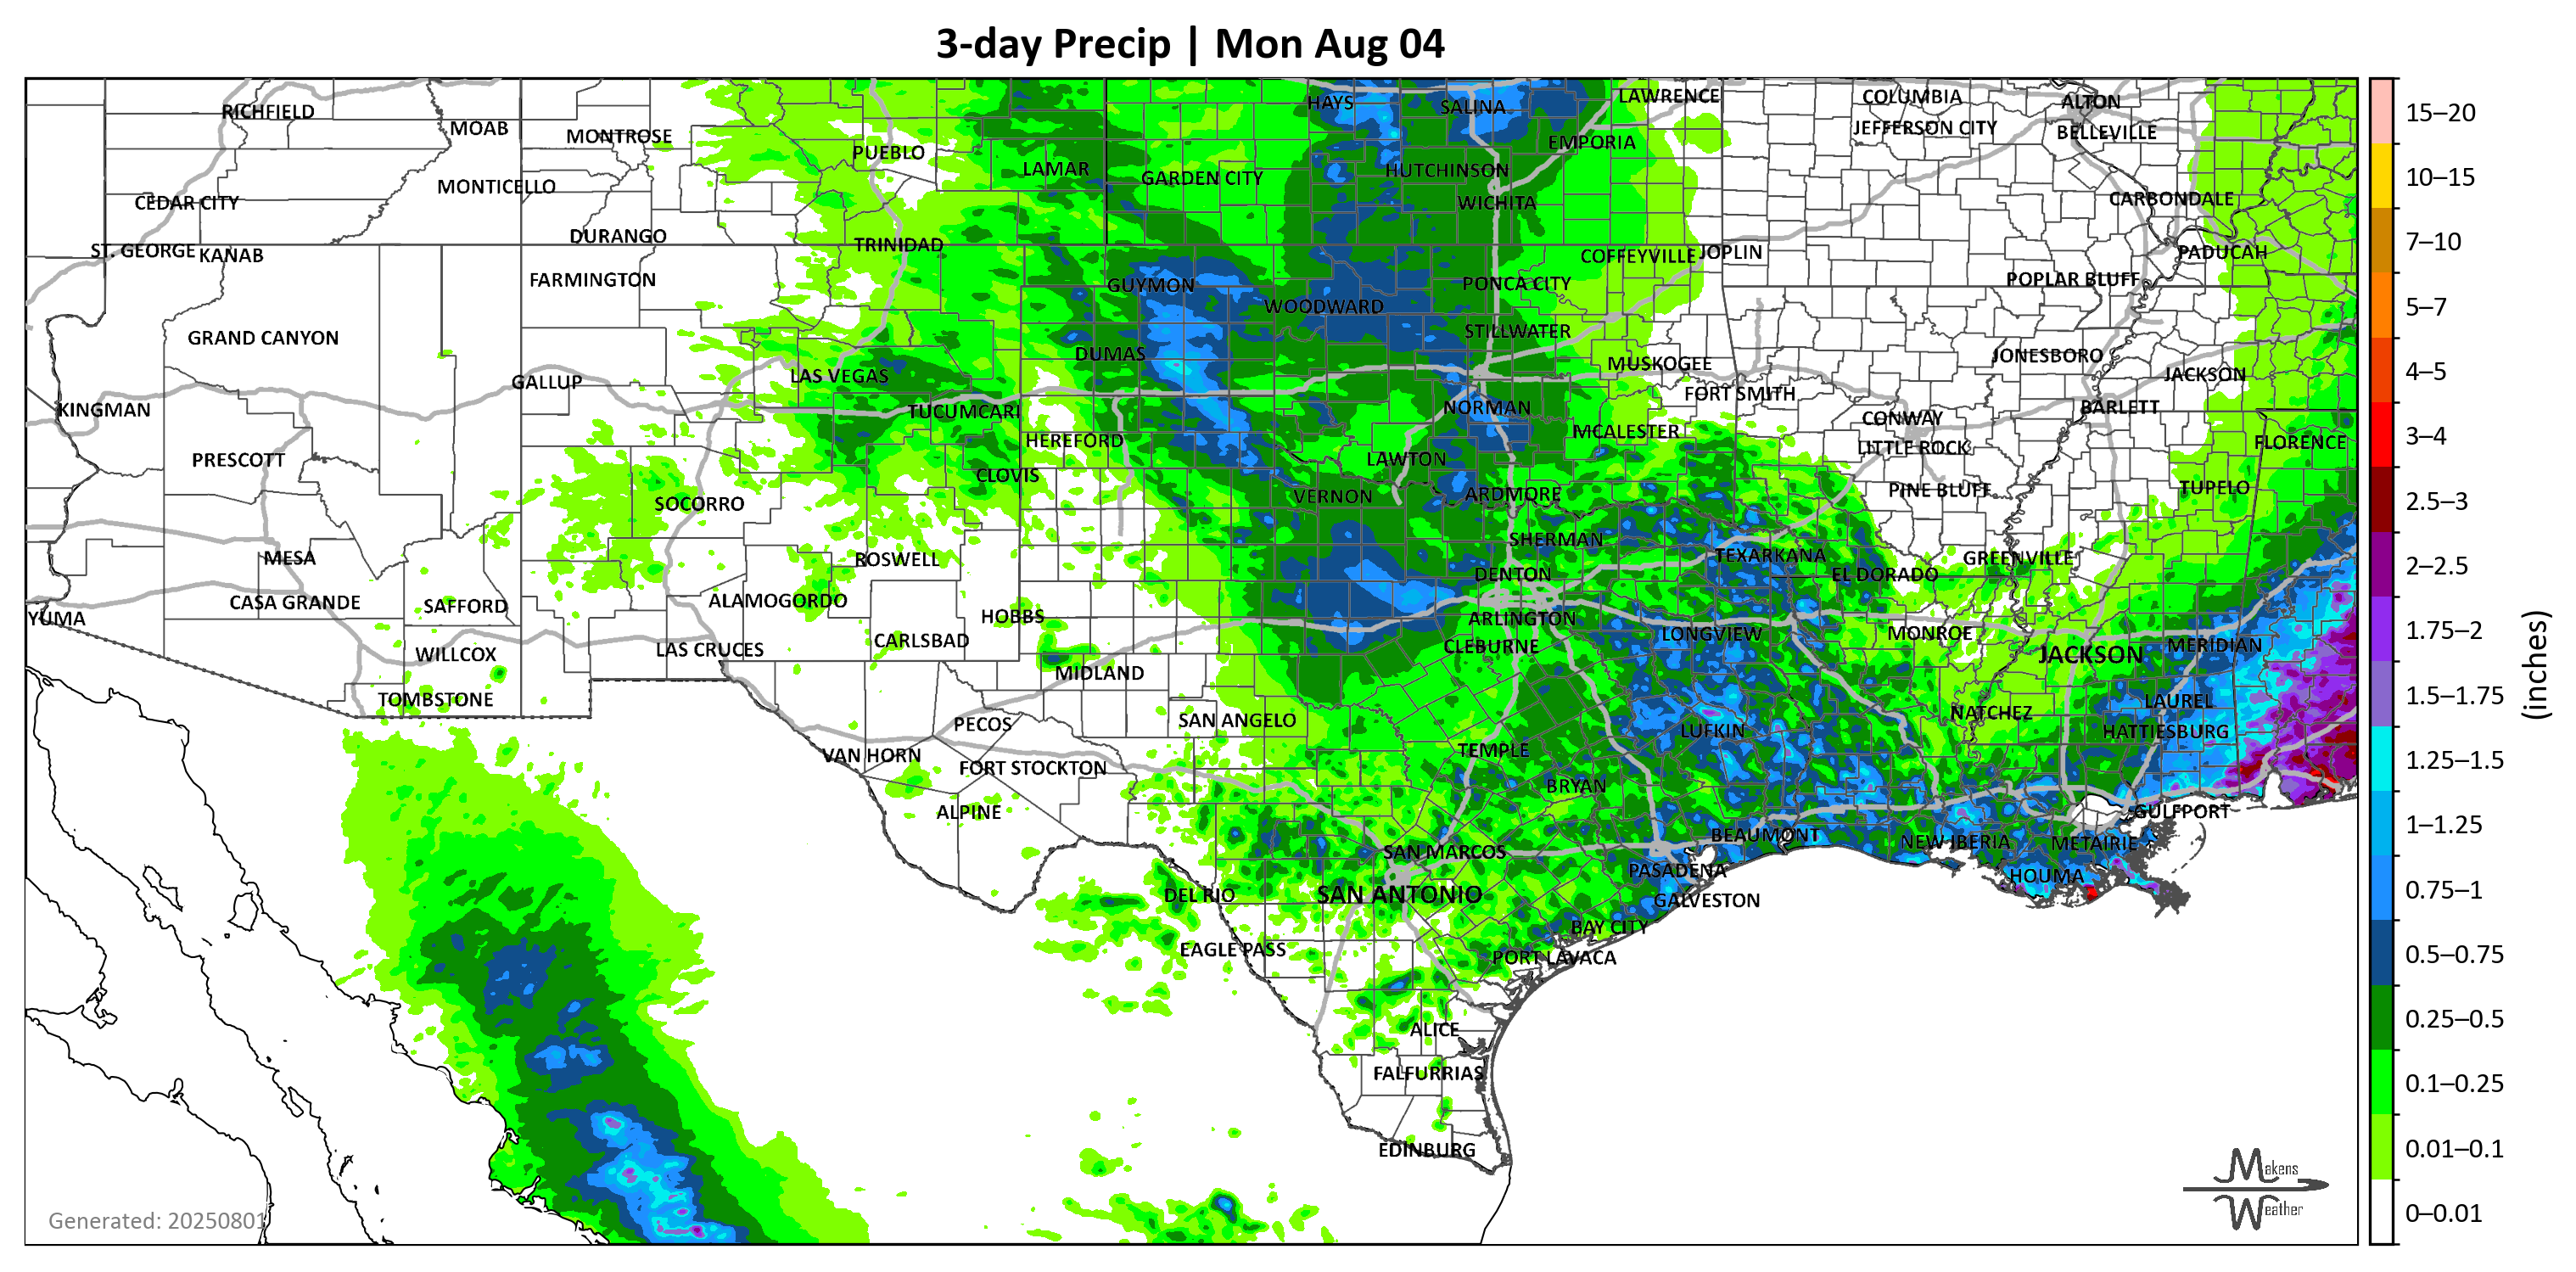 3-day Precip | Mon Aug 04
RICHFIELD
MOAB
MONTROSE
PUEBLO
LAMAR
GARDEN CITY
HAYS
SALINA
LAWRENCE
EMPORIA
HUTCHINSON
WICHITA
COLUMBIA
JEFFERSON CITY
ALTON
BELLEVILLE
CARBONDALE
CEDAR CITY
MONTICELLO
ST. GEORGE
KANAB
DURANGO
TRINIDAD
FARMINGTON
GUYMON
WOODWARD
PONCA CITY
COFFEYVILLE
JOPLIN
POPLAR BLUFF
PADUCAH
GRAND CANYON
STILLWATER
DUMAS
MUSKOGEE
JONESBORO
JACKSON
GALLUP
LAS VEGAS
KINGMAN
TUCUMCARI
NORMAN
FORT SMITH
CONWAY
BARLETT
HEREFORD
MCALESTER
LITTLE ROCK
FLORENCE
PRESCOTT
CLOVIS
LAWTON
SOCORRO
VERNON
ARDMORE
PINE BLUFF
TUPELO
MESA
ROSWELL
SHERMAN
TEXARKANA
GREENVILLE
DENTON
EL DORADO
CASA GRANDE
SAFFORD
ALAMOGORDO
HOBBS
YUMA
ARLINGTON
CARLSBAD
LONGVIEW
MONROE
WILLCOX
LAS CRUCES
CLEBURNE
JACKSON
MERIDIAN
MIDLAND
TOMBSTONE
LAUREL
PECOS
SAN ANGELO
NATCHEZ
LUFKIN
HATTIESBURG
VAN HORN
FORT STOCKTON
TEMPLE
BRYAN
ALPINE
GULFPORT
BEAUMONT
NEW IBERIA
METAIRIE
SAN MARCOS
PASADENA
HOUMA
DEL RIO
SAN ANTONIO
GALVESTON
BAY CITY
EAGLE PASS
PORT LAVACA
ALICE
FALFURRIAS
EDINBURG
Generated: 20250801
Makens
Weather
15–20
10–15
7–10
5–7
4–5
3–4
2.5–3
2–2.5
1.75–2
1.5–1.75
1.25–1.5
1–1.25
0.75–1
0.5–0.75
0.25–0.5
0.1–0.25
0.01–0.1
0–0.01
(inches)